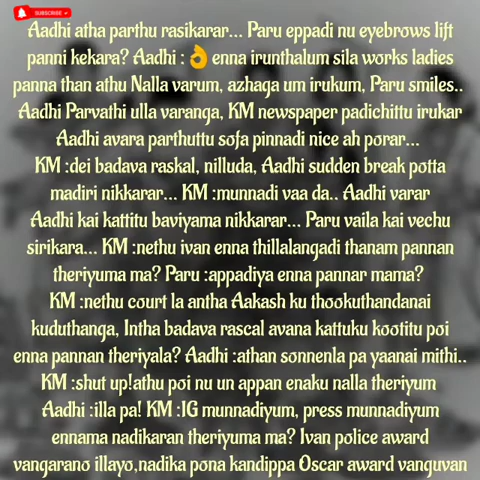 SUBSCRIBE
Aadhi atha parthu rasikarar... Paru eppadi nu eyebrows lift
panni kekara? Aadhi :👌enna irunthalum sila works ladies
panna than athu Nalla varum, azhaga um irukum, Paru smiles..
Aadhi Parvathi ulla varanga, KM newspaper padichittu irukar
Aadhi avara parthuttu sofa pinnadi nice ah porar...
KM :dei badava raskal, nilluda, Aadhi sudden break potta
madiri nikkarar... KM :munnadi vaa da.. Aadhi varar
Aadhi kai kattitu baviyama nikkarar... Paru vaila kai vechu
sirikara... KM :nethu ivan enna thillalangadi thanam pannan
theriyuma ma? Paru :appadiya enna pannar mama?
KM :nethu court la antha Aakash ku thookuthandanai
kuduthanga, Intha badava rascal avana kattuku kootitu poi
enna pannan theriyala? Aadhi :athan sonnenla pa yaanai mithi..
KM :shut up!athu poi nu un appan enaku nalla theriyum
Aadhi :illa pa! KM :IG munnadiyum, press munnadiyum
ennama nadikaran theriyuma ma? Ivan police award
vangarano illayo,nadika pona kandippa Oscar award vanguvan